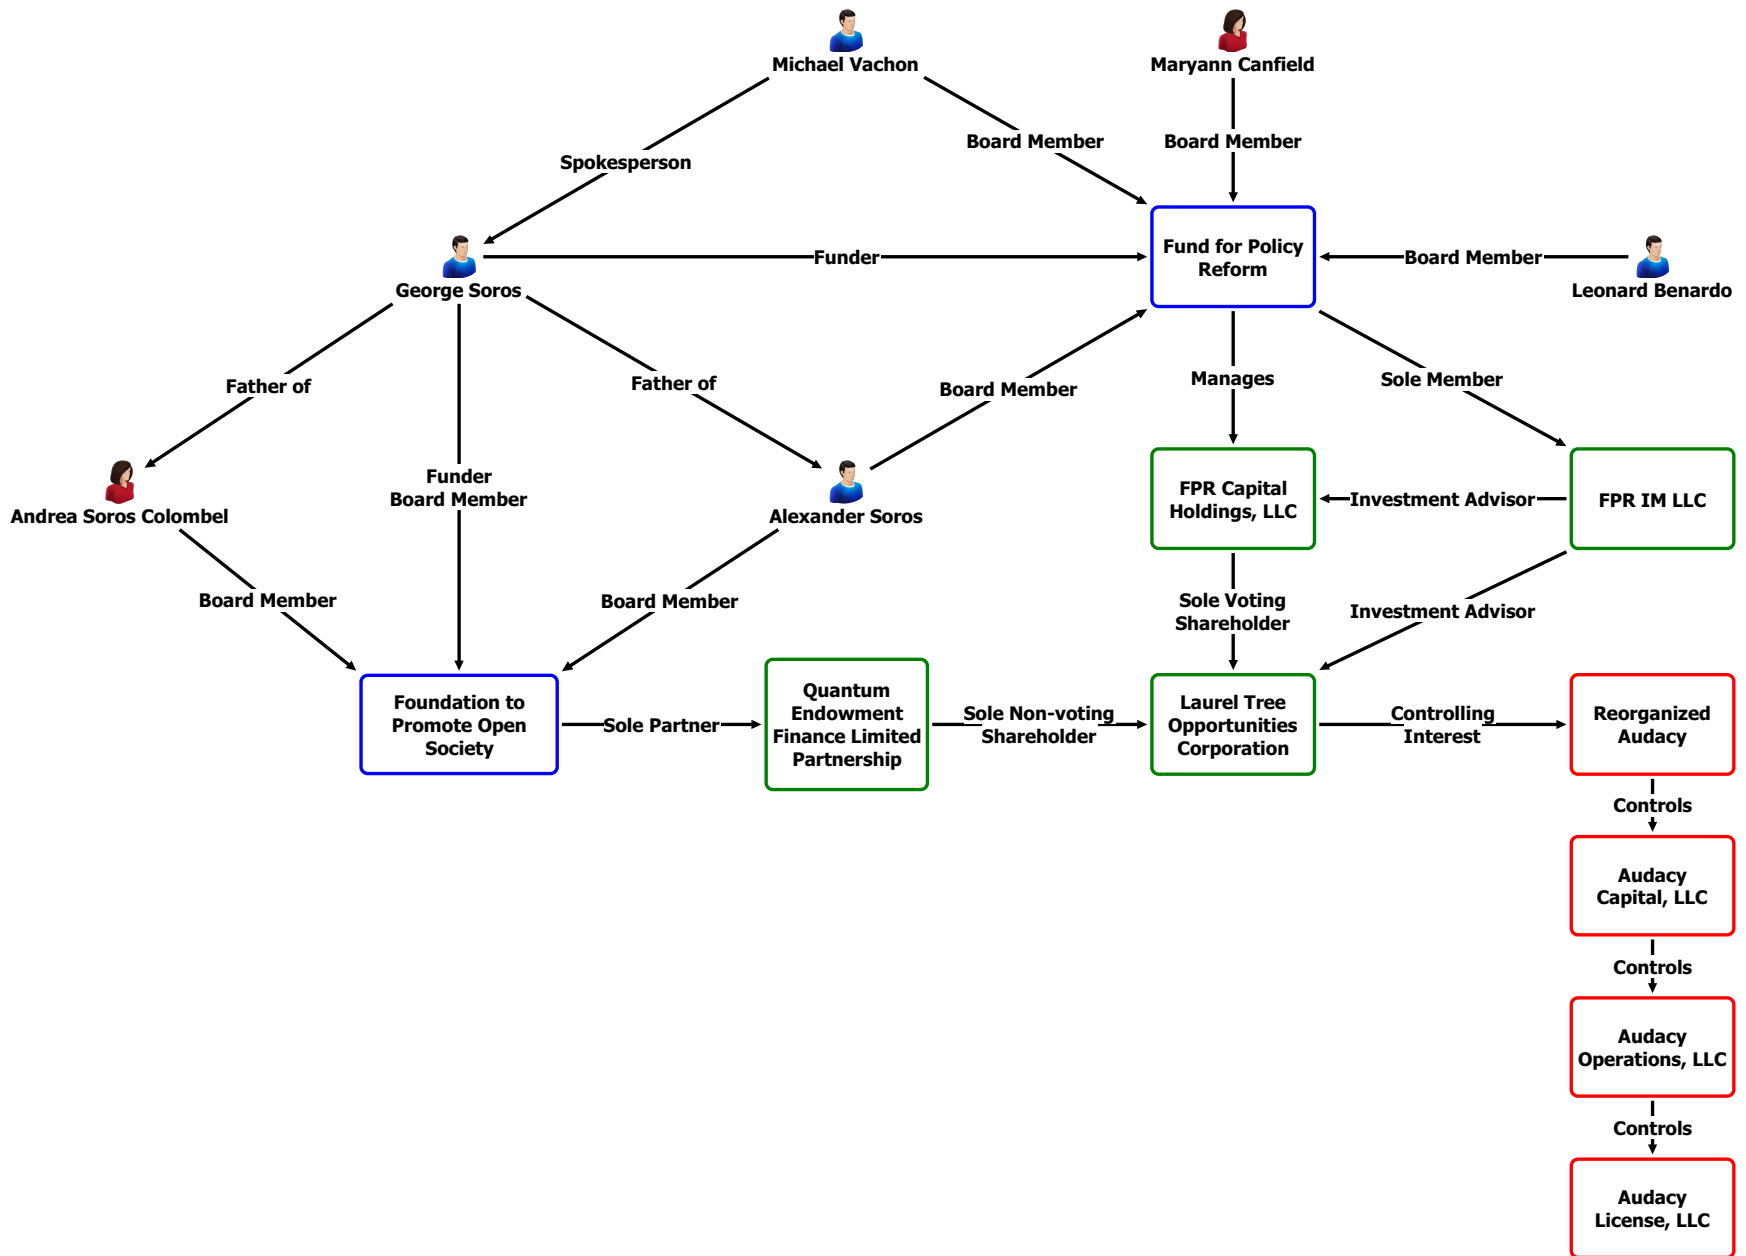 Michael Vachon
Maryann Canfield
Spokesperson
Board Member
Board Member
George Soros
Funder
Fund for Policy
Reform
Board Member
Leonard Benardo
Father of
Father of
Board Member
Manages
Sole Member
Andrea Soros Colombel
Funder
Board Member
Alexander Soros
FPR Capital
Holdings, LLC
Investment Advisor
FPR IM LLC
Board Member
Board Member
Sole Voting
Shareholder
Investment Advisor
Foundation to
Promote Open
Society
Sole Partner
Quantum
Endowment
Finance Limited
Partnership
Sole Non-voting
Shareholder
Laurel Tree
Opportunities
Corporation
Controlling
Interest
Reorganized
Audacy
Controls
Audacy
Capital, LLC
Controls
Audacy
Operations, LLC
Controls
Audacy
License, LLC